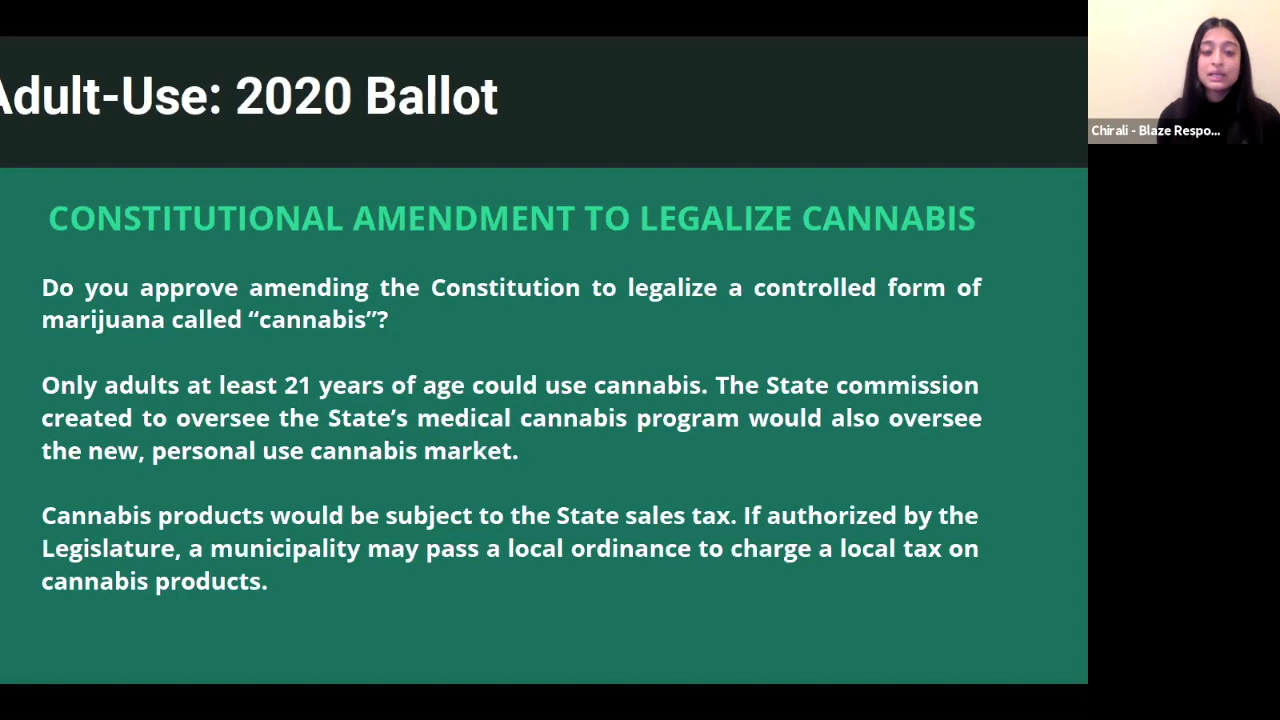 Adult-Use: 2020 Ballot
Chirali - Blaze Respo...
CONSTITUTIONAL AMENDMENT TO LEGALIZE CANNABIS
Do you approve amending the Constitution to legalize a controlled form of
marijuana called “cannabis”?
Only adults at least 21 years of age could use cannabis. The State commission
created to oversee the State’s medical cannabis program would also oversee
the new, personal use cannabis market.
Cannabis products would be subject to the State sales tax. If authorized by the
Legislature, a municipality may pass a local ordinance to charge a local tax on
cannabis products.